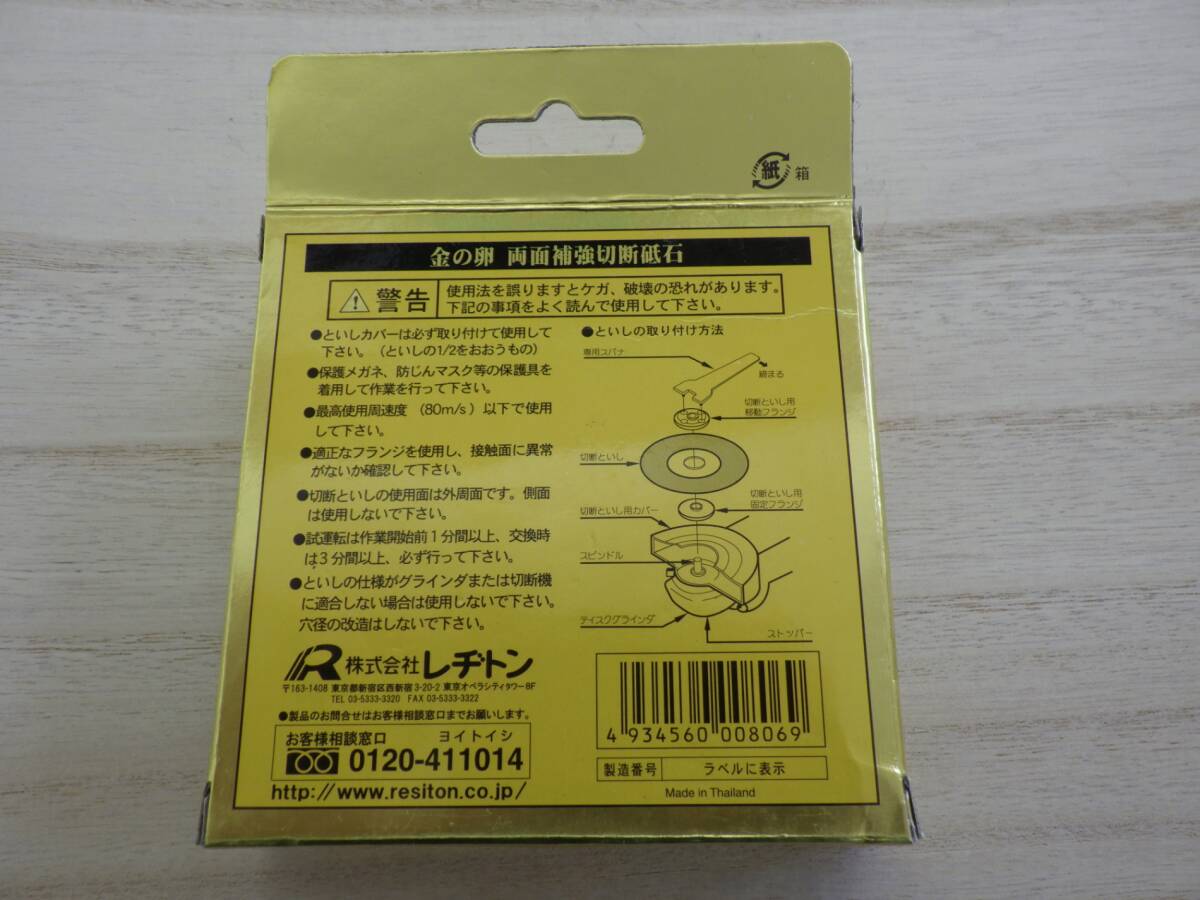 紙 箱
金の卵 両面補強切断砥石
警告
使用法を誤りますとケガ、破壊の恐れがあります。
下記の事項をよく読んで使用して下さい。
●といしカバーは必ず取り付けて使用して
下さい。（といしの1/2をおおうもの）
●保護メガネ、防じんマスク等の保護具を
着用して作業を行って下さい。
●最高使用周速度（80m/s）以下で使用
して下さい。
●適正なフランジを使用し、接触面に異常
がないか確認して下さい。
●切断といしの使用面は外周面です。側面
は使用しないで下さい。
●試運転は作業開始前１分間以上、交換時
は３分間以上、必ず行って下さい。
●といしの仕様がグラインダまたは切断機
に適合しない場合は使用しないで下さい。
穴径の改造はしないで下さい。
●といしの取り付け方法
専用スパナ
締まる
切断といし用
移動フランジ
切断といし
切断といし用
固定フランジ
切断といし用カバー
スピンドル
ディスクグラインダ
ストッパー
R 株式会社 レヂトン
〒163-1408 東京都新宿区西新宿3-20-2 東京オペラシティタワー8F
TEL 03-5333-3320 FAX 03-5333-3322
●製品のお問合せはお客様相談窓口までお願いします。
お客様相談窓口 ヨイトイシ
0120-411014
http://www.resiton.co.jp/
4 934560 008069
製造番号 ラベルに表示
Made in Thailand